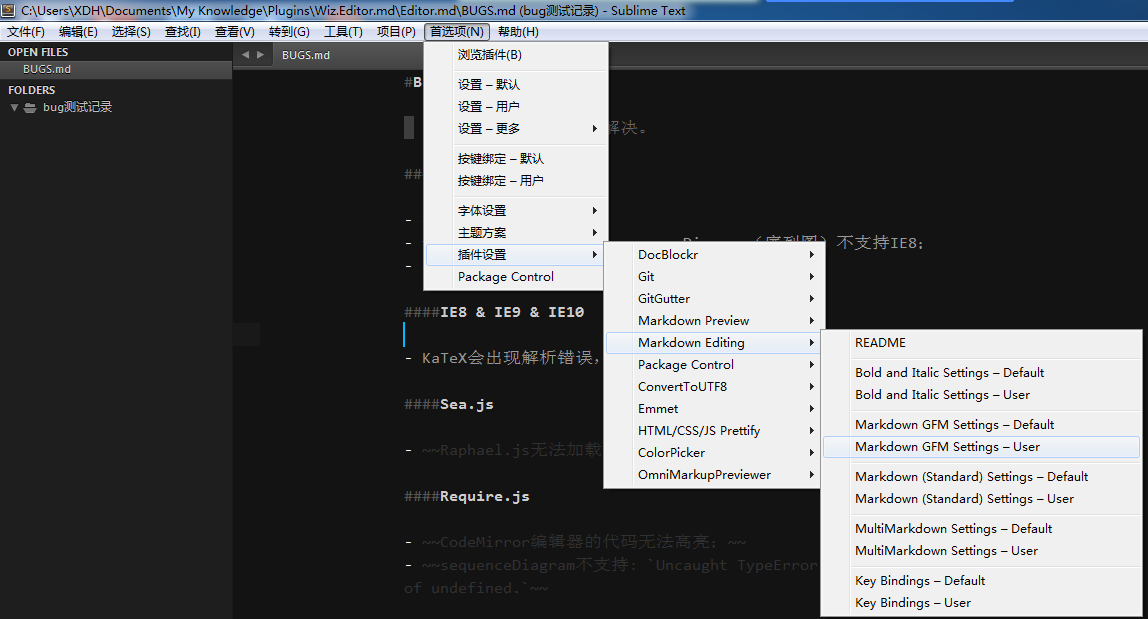 C:\Users\XDH\Documents\My Knowledge\Plugins\Wiz.Editor.md\Editor.md\BUGS.md (bug测试记录) - Sublime Text
文件(F) 编辑(E) 选择(S) 查找(I) 查看(V) 转到(G) 工具(T) 项目(P) 首选项(N) 帮助(H)
OPEN FILES
BUGS.md
FOLDERS
bug测试记录
BUGS.md
浏览插件(B)
设置 – 默认
设置 – 用户
设置 – 更多
按键绑定 – 默认
按键绑定 – 用户
字体设置
主题方案
插件设置
Package Control
DocBlockr
Git
GitGutter
Markdown Preview
Markdown Editing
Package Control
ConvertToUTF8
Emmet
HTML/CSS/JS Prettify
ColorPicker
OmniMarkupPreviewer
README
Bold and Italic Settings – Default
Bold and Italic Settings – User
Markdown GFM Settings – Default
Markdown GFM Settings – User
Markdown (Standard) Settings – Default
Markdown (Standard) Settings – User
MultiMarkdown Settings – Default
MultiMarkdown Settings – User
Key Bindings – Default
Key Bindings – User
#B
解决。
##
-
- (序列图) 不支持IE8;
-
####IE8 & IE9 & IE10
- KaTeX会出现解析错误,
####Sea.js
- ~~Raphael.js无法加载
####Require.js
- ~~CodeMirror编辑器的代码无法高亮; ~~
- ~~sequenceDiagram不支持: `Uncaught TypeError
of undefined.`~~